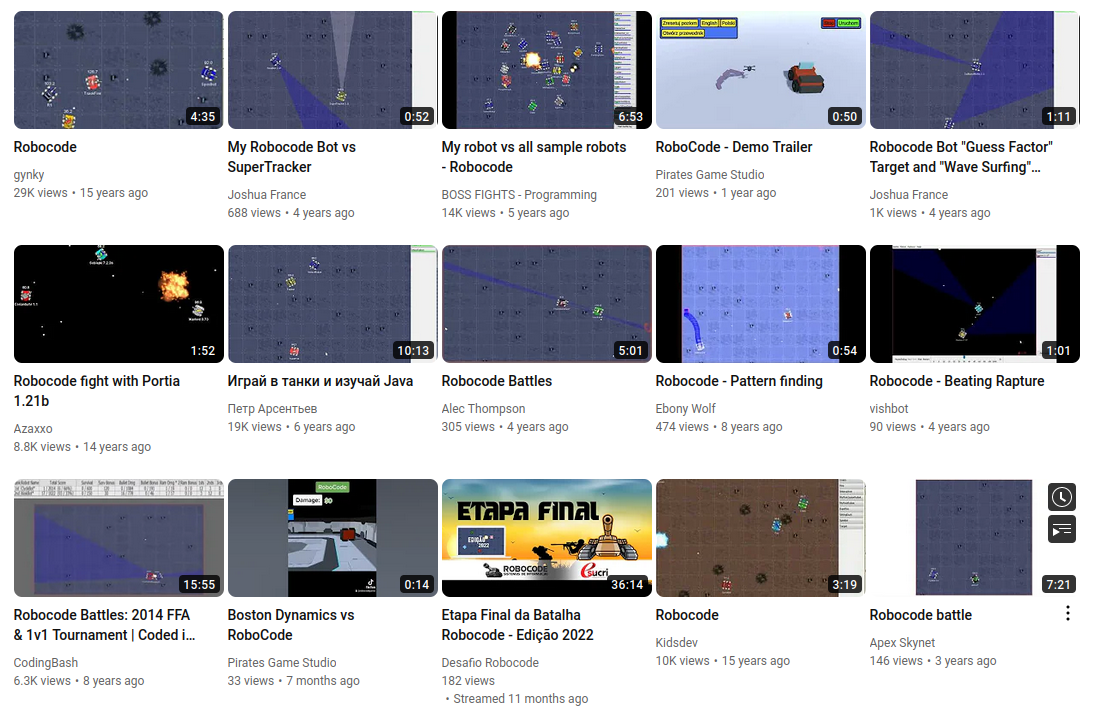 4:35
0:52
6:53
Zresetuj poziom English Polski
Otwórz przewodnik
Uruchom
0:50
1:11
Robocode
gynky
29K views • 15 years ago
My Robocode Bot vs
SuperTracker
Joshua France
688 views • 4 years ago
My robot vs all sample robots
- Robocode
BOSS FIGHTS - Programming
14K views • 5 years ago
RoboCode - Demo Trailer
Pirates Game Studio
201 views • 1 year ago
Robocode Bot "Guess Factor"
Target and "Wave Surfing"...
Joshua France
1K views • 4 years ago
1:52
10:13
5:01
0:54
1:01
Robocode fight with Portia
1.21b
Azaxxo
8.8K views • 14 years ago
Играй в танки и изучай Java
Петр Арсентьев
19K views • 6 years ago
Robocode Battles
Alec Thompson
305 views • 4 years ago
Robocode - Pattern finding
Ebony Wolf
474 views • 8 years ago
Robocode - Beating Rapture
vishbot
90 views • 4 years ago
15:55
RoboCode
Damage:
0:14
ETAPA FINAL
EDIÇÃO
2022
ROBOCODE
esucri
36:14
3:19
7:21
Robocode Battles: 2014 FFA
& 1v1 Tournament | Coded i...
CodingBash
6.3K views • 8 years ago
Boston Dynamics vs
RoboCode
Pirates Game Studio
33 views • 7 months ago
Etapa Final da Batalha
Robocode - Edição 2022
Desafio Robocode
182 views
• Streamed 11 months ago
Robocode
Kidsdev
10K views • 15 years ago
Robocode battle
Apex Skynet
146 views • 3 years ago